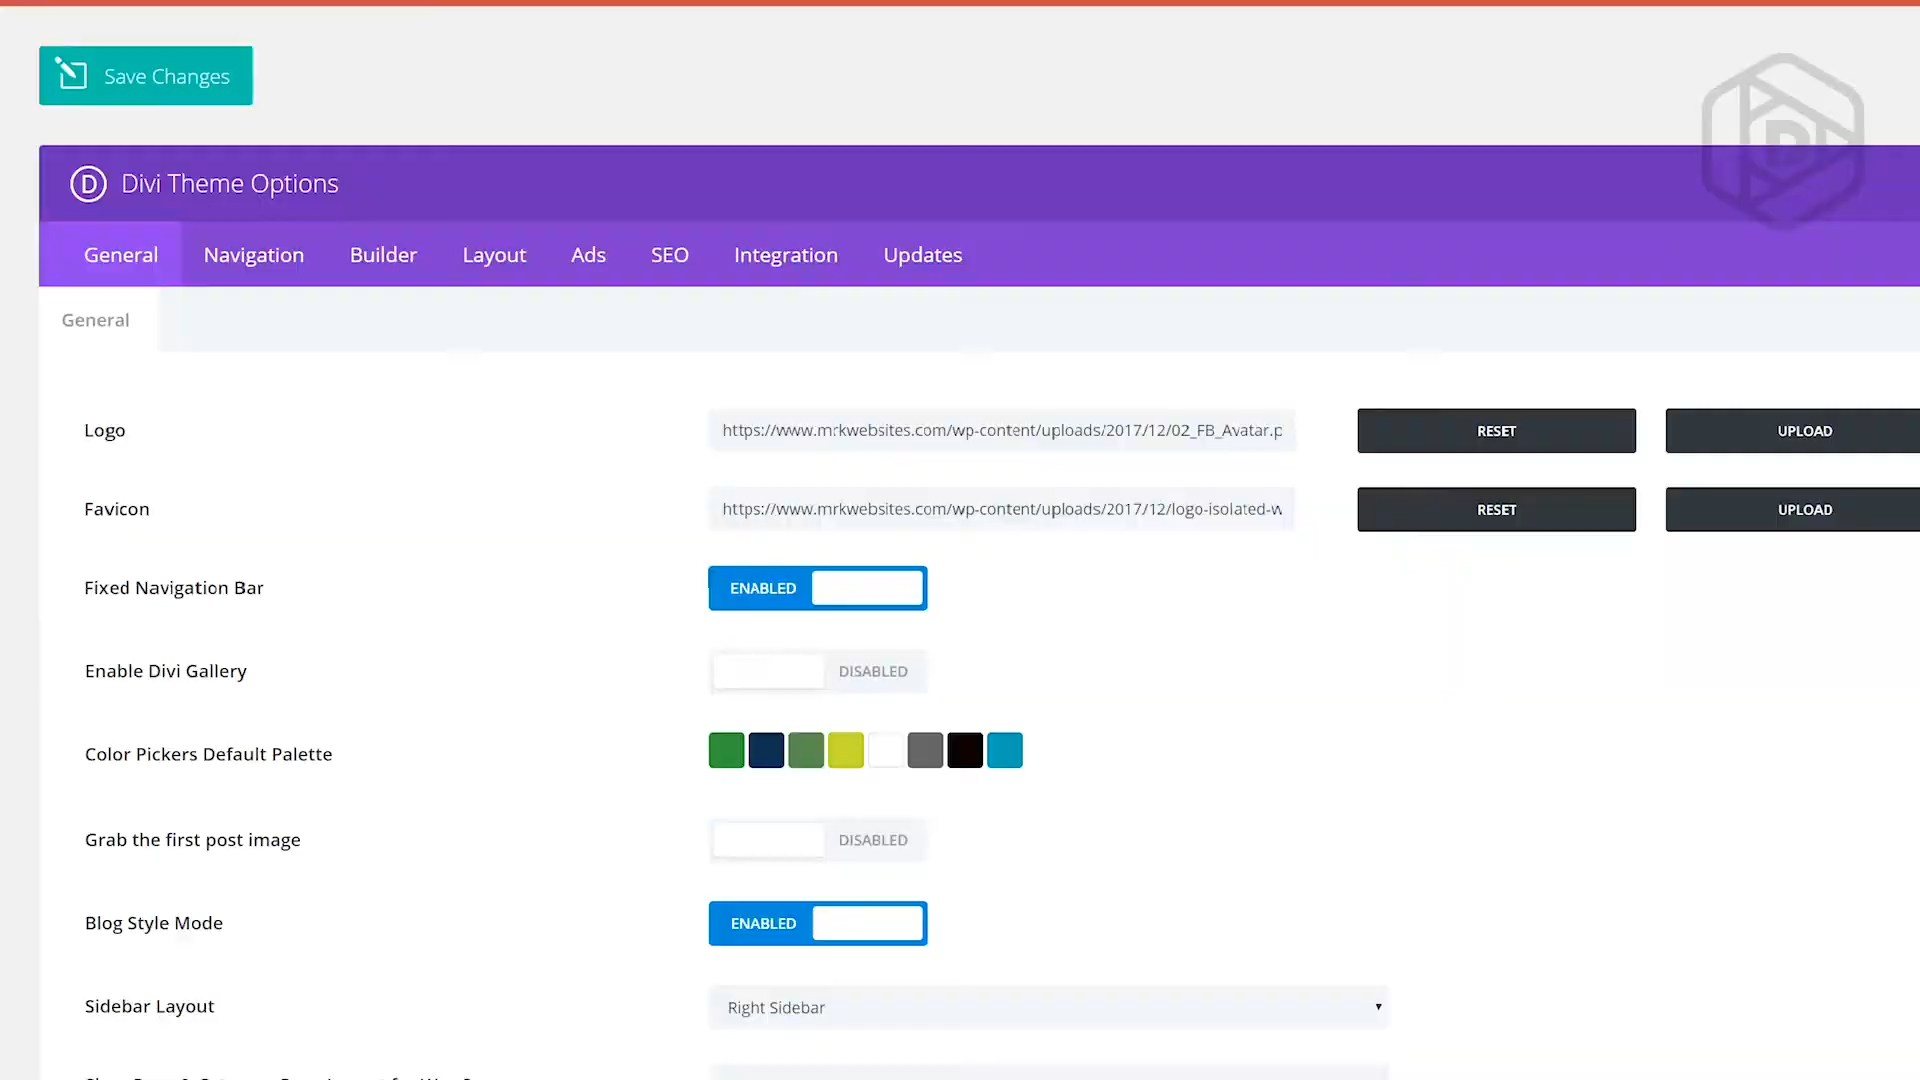 Save Changes
D Divi Theme Options
General Navigation Builder Layout Ads SEO Integration Updates
General
Logo https://www.mrkwebsites.com/wp-content/uploads/2017/12/02_FB_Avatar.p RESET UPLOAD
Favicon https://www.mrkwebsites.com/wp-content/uploads/2017/12/logo-isolated-w RESET UPLOAD
Fixed Navigation Bar ENABLED
Enable Divi Gallery DISABLED
Color Pickers Default Palette
Grab the first post image DISABLED
Blog Style Mode ENABLED
Sidebar Layout Right Sidebar